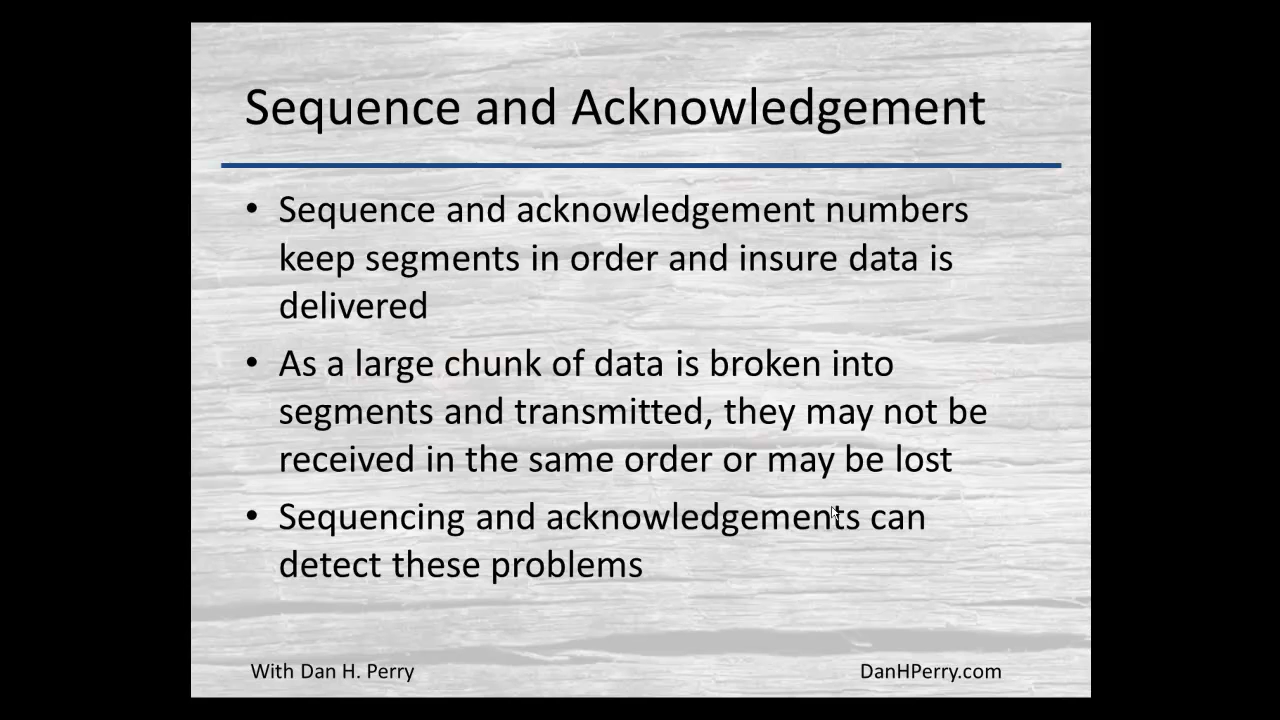 Sequence and Acknowledgement
• Sequence and acknowledgement numbers
keep segments in order and insure data is
delivered
• As a large chunk of data is broken into
segments and transmitted, they may not be
received in the same order or may be lost
• Sequencing and acknowledgements can
detect these problems
With Dan H. Perry
DanHPerry.com